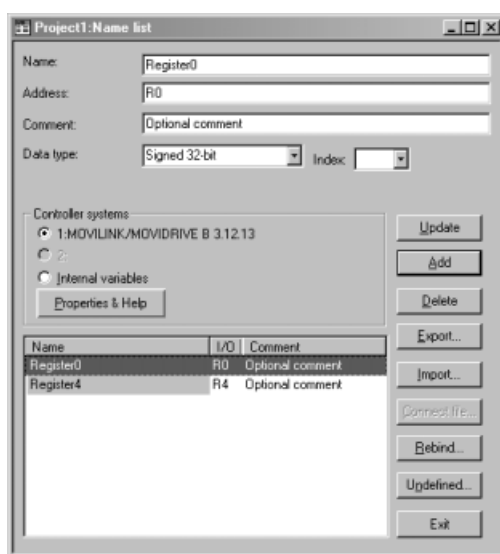 Project1:Name list
Name: Register0
Address: R0
Comment: Optional comment
Data type: Signed 32-bit Index:
Controller systems
1:MOVILINK/MOVIDRIVE B 3.12.13
2:
Internal variables
Properties & Help
Update
Add
Delete
Export...
Import...
Connect file...
Rebind...
Undefined...
Exit
Name I/O Comment
Register0 R0 Optional comment
Register4 R4 Optional comment